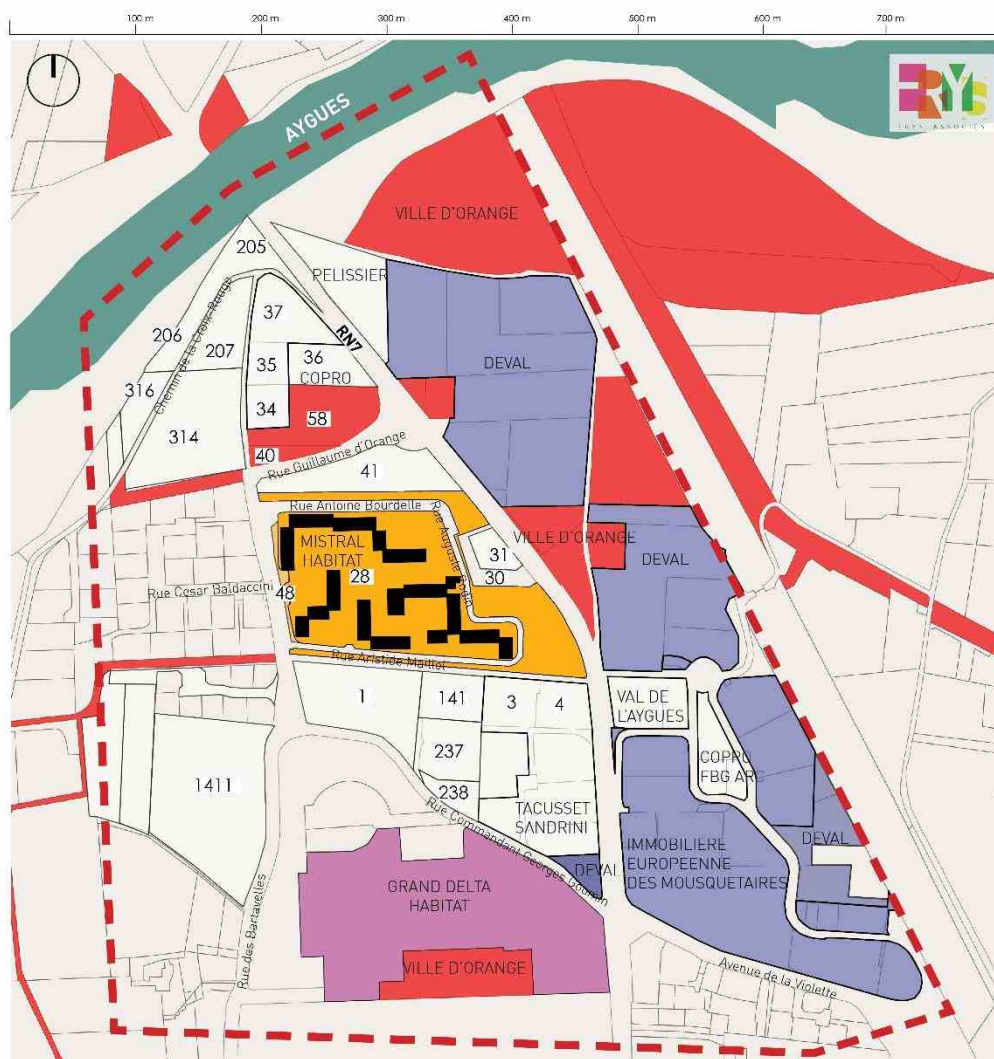 100 m
200 m
300 m
400 m
500 m
600 m
700 m
ERYS
ERYS ASSOCIÉS
AYGUES
VILLE D'ORANGE
205
PELISSIER
37
RN7
206
207
Chemin de la Croix Rouge
35
36
COPRO
DEVAL
316
34
58
314
40
Rue Guillaume d'Orange
41
Rue Antoine Bourdelle
Rue Auguste Rodin
VILLE D'ORANGE
MISTRAL
HABITAT
28
31
30
DEVAL
Rue Cesar Baldaccini
48
Rue Aristide Maillol
1
141
3
4
VAL DE
L'AYGUES
237
COPRO
FBG ARC
1411
238
Rue Commandant Georges Goumin
TACUSSET
SANDRINI
DEVAL
DEVAL
IMMOBILIERE
EUROPEENNE
DES MOUSQUETAIRES
GRAND DELTA
HABITAT
Rue des Bartavelles
VILLE D'ORANGE
Avenue de la Violette